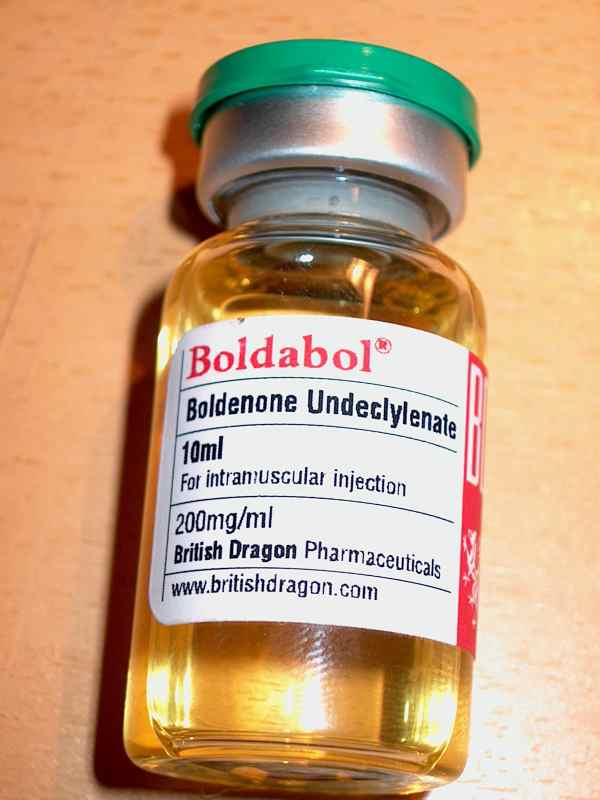 Boldabol®
Boldenone Undeclylenate
10ml
For intramuscular injection
200mg/ml
British Dragon Pharmaceuticals
www.britishdragon.com